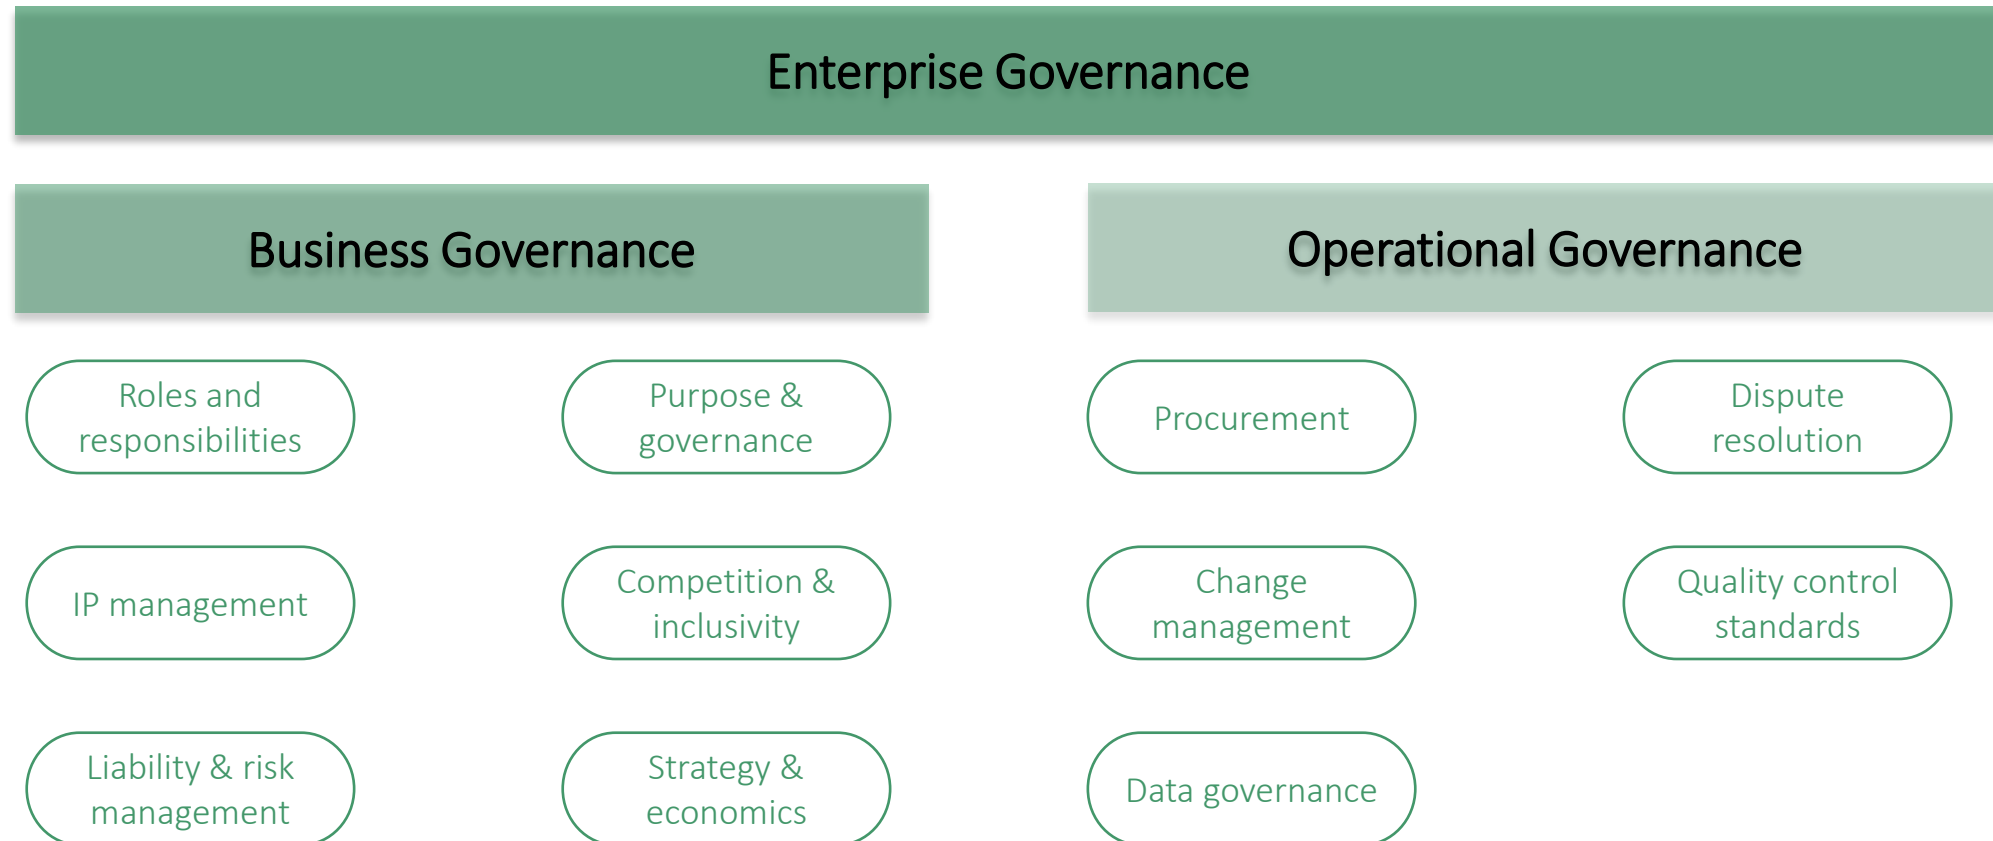 Enterprise Governance
Business Governance
Operational Governance
Roles and
responsibilities
Purpose &
governance
Procurement
Dispute
resolution
IP management
Competition &
inclusivity
Change
management
Quality control
standards
Liability & risk
management
Strategy &
economics
Data governance